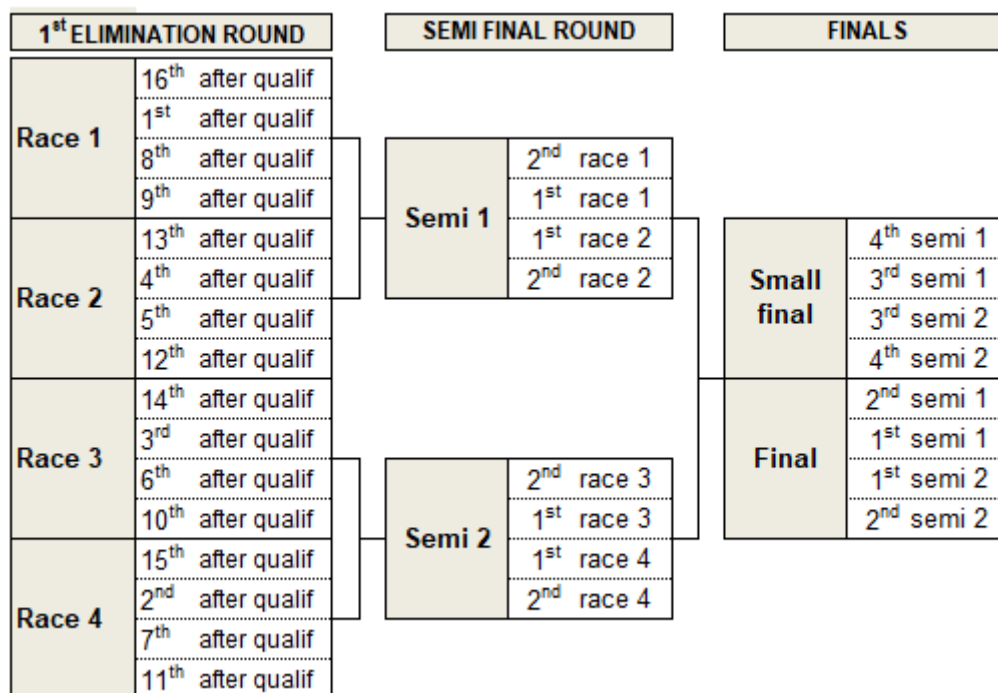 1st ELIMINATION ROUND
SEMI FINAL ROUND
FINALS
Race 1
16th after qualif
1st after qualif
8th after qualif
9th after qualif
Race 2
13th after qualif
4th after qualif
5th after qualif
12th after qualif
Race 3
14th after qualif
3rd after qualif
6th after qualif
10th after qualif
Race 4
15th after qualif
2nd after qualif
7th after qualif
11th after qualif
Semi 1
2nd race 1
1st race 1
1st race 2
2nd race 2
Semi 2
2nd race 3
1st race 3
1st race 4
2nd race 4
Small
final
4th semi 1
3rd semi 1
3rd semi 2
4th semi 2
Final
2nd semi 1
1st semi 1
1st semi 2
2nd semi 2